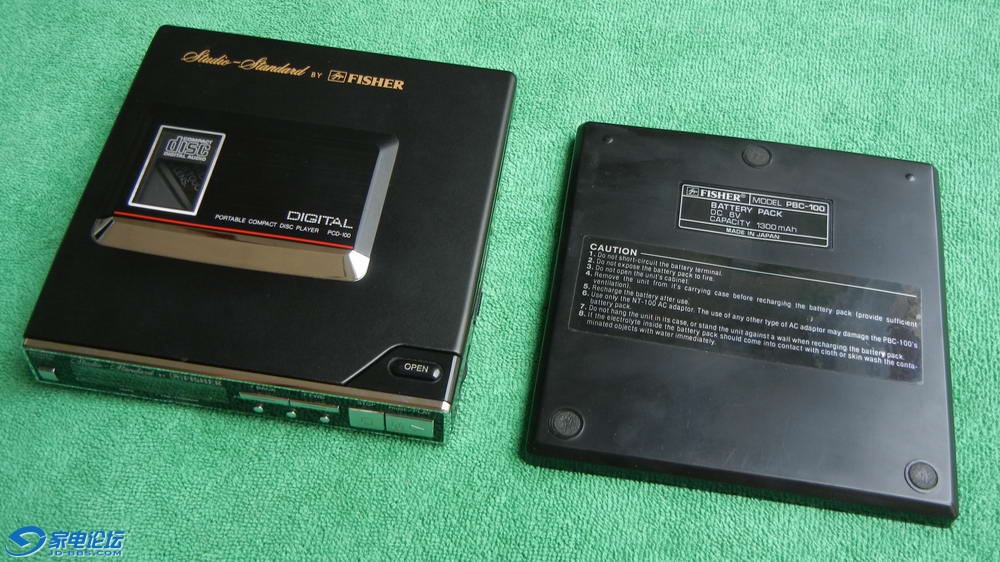 Studio-Standard BY FISHER
COMPACT
disc
DIGITAL AUDIO
DIGITAL
PORTABLE COMPACT DISC PLAYER PCD-100
OPEN
Studio-Standard FISHER
STOP
FISHER® MODEL PBC-100
BATTERY PACK
DC 6V
CAPACITY 1300mAh
MADE IN JAPAN
CAUTION
1. Do not short-circuit the battery terminal.
2. Do not expose the battery pack to fire.
3. Do not open the unit's cabinet.
4. Remove the unit from it's carrying case before recharging the battery pack (provide sufficient
ventilation).
5. Recharge the battery after use.
6. Use only the NT-100 AC adaptor. The use of any other type of AC adaptor may damage the PBC-100's
battery pack.
7. Do not hang the unit in its case, or stand the unit against a wall when recharging the battery pack.
8. If the electrolyte inside the battery pack should come into contact with cloth or skin wash the conta-
minated objects with water immediately.
家电论坛
JD-BBS.COM